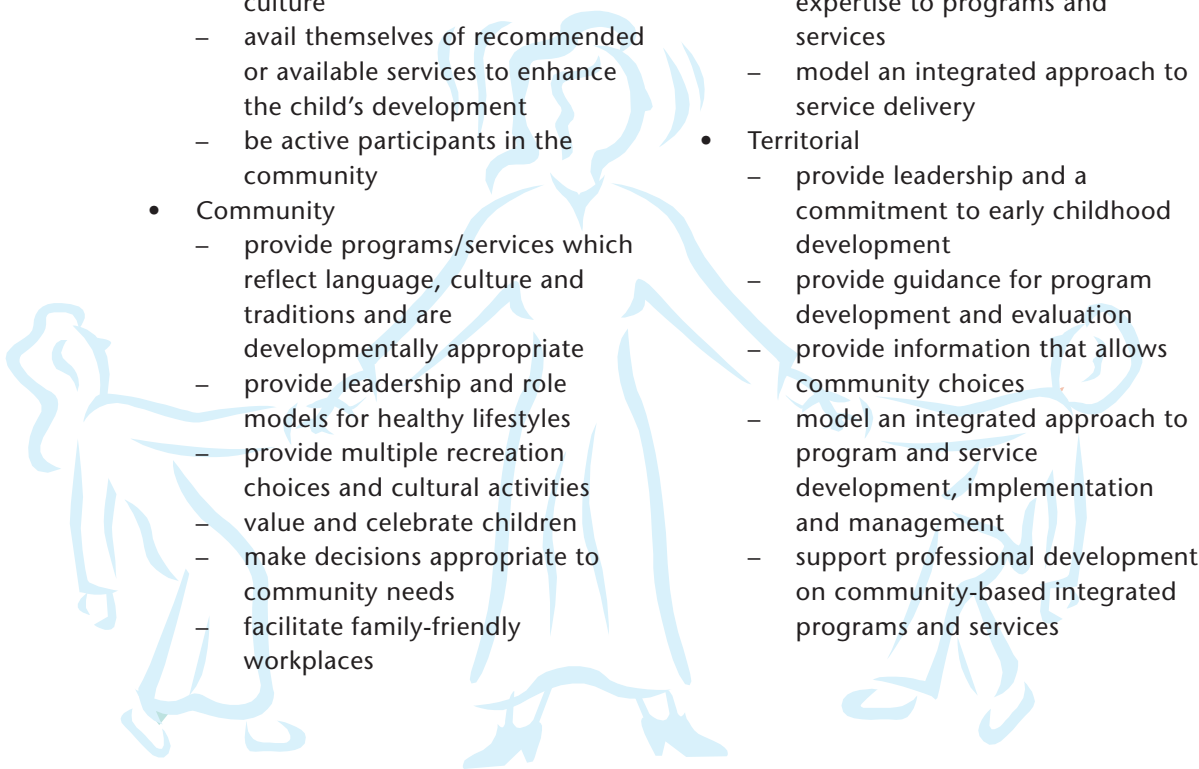 culture
– avail themselves of recommended
or available services to enhance
the child’s development
– be active participants in the
community
• Community
– provide programs/services which
reflect language, culture and
traditions and are
developmentally appropriate
– provide leadership and role
models for healthy lifestyles
– provide multiple recreation
choices and cultural activities
– value and celebrate children
– make decisions appropriate to
community needs
– facilitate family-friendly
workplaces
expertise to programs and
services
– model an integrated approach to
service delivery
• Territorial
– provide leadership and a
commitment to early childhood
development
– provide guidance for program
development and evaluation
– provide information that allows
community choices
– model an integrated approach to
program and service
development, implementation
and management
– support professional development
on community-based integrated
programs and services